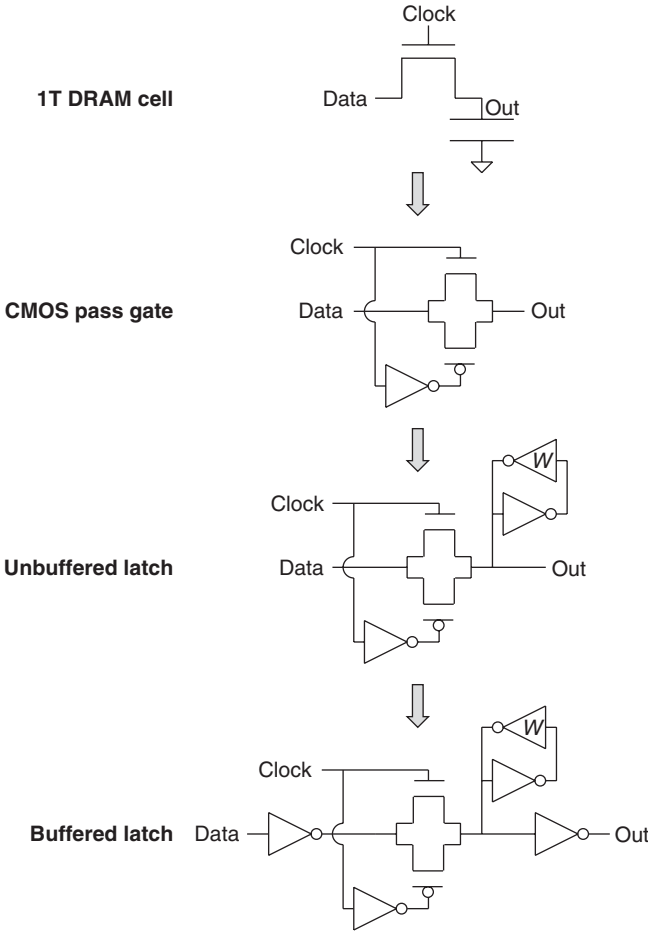 Clock
1T DRAM cell
Data
Out
Clock
CMOS pass gate
Data
Out
W
Clock
Unbuffered latch
Data
Out
W
Clock
Buffered latch
Data
Out